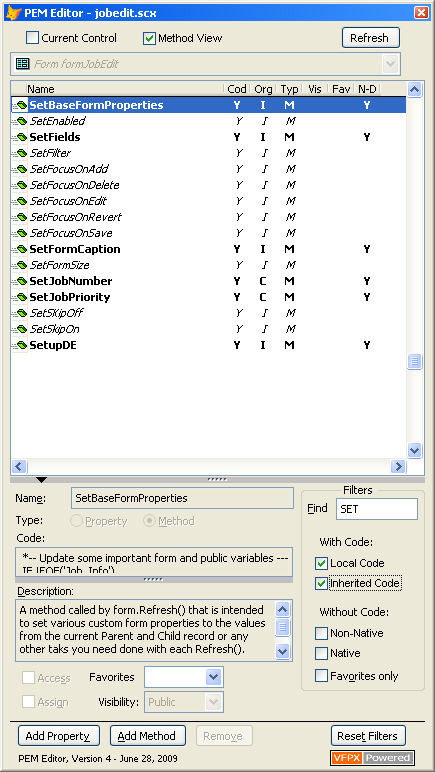 PEM Editor - jobedit.scx
Current Control Method View Refresh
Form formJobEdit
Name Cod Org Typ Vis Fav N-D
SetBaseFormProperties Y I M Y
SetEnabled Y I M
SetFields Y I M Y
SetFilter Y I M
SetFocusOnAdd Y I M
SetFocusOnDelete Y I M
SetFocusOnEdit Y I M
SetFocusOnRevert Y I M
SetFocusOnSave Y I M
SetFormCaption Y I M Y
SetFormSize Y I M
SetJobNumber Y C M Y
SetJobPriority Y C M Y
SetSKipOff Y I M
SetSkipOn Y I M
SetupDE Y I M Y
Name: SetBaseFormProperties
Type: Property Method
Code:
*-- Update some important form and public variables ---
IF !EOF('Job_Info')
Description:
A method called by form.Refresh() that is intended
to set various custom form properties to the values
from the current Parent and Child record or any
other taks you need done with each Refresh().
Access Favorites
Assign Visibility: Public
Filters
Find SET
With Code:
Local Code
Inherited Code
Without Code:
Non-Native
Native
Favorites only
Add Property Add Method Remove Reset Filters
PEM Editor, Version 4 - June 28, 2009 VFPX Powered